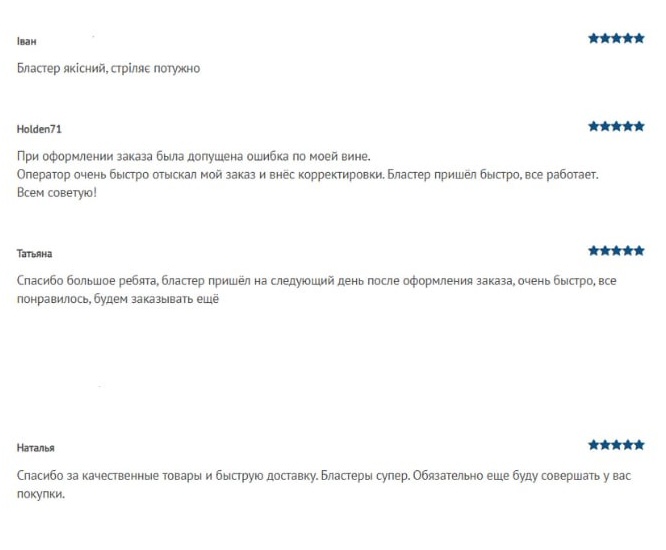 Іван
Бластер якісний, стріляє потужно
Holden71
При оформлении заказа была допущена ошибка по моей вине.
Оператор очень быстро отыскал мой заказ и внёс корректировки. Бластер пришёл быстро, все работает.
Всем советую!
Татьяна
Спасибо большое ребята, бластер пришёл на следующий день после оформления заказа, очень быстро, все
понравилось, будем заказывать ещё
Наталья
Спасибо за качественные товары и быструю доставку. Бластеры супер. Обязательно еще буду совершать у вас
покупки.